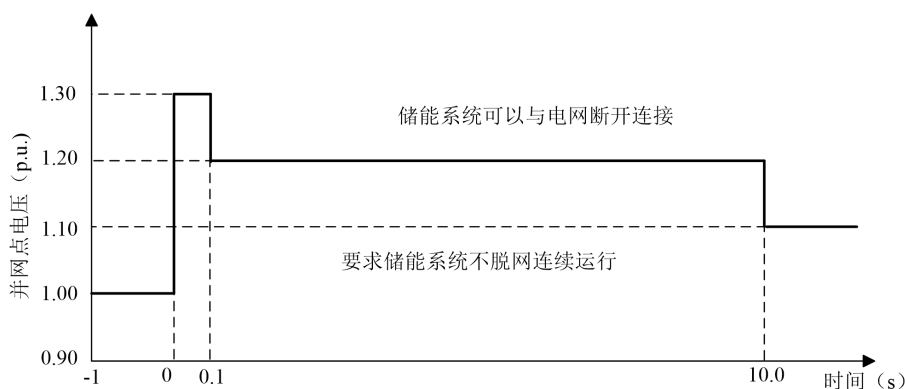 1.30
储能系统可以与电网断开连接
1.20
并网点电压（p.u.）
1.10
要求储能系统不脱网连续运行
1.00
0.90
-1
0
0.1
10.0
时间（s）